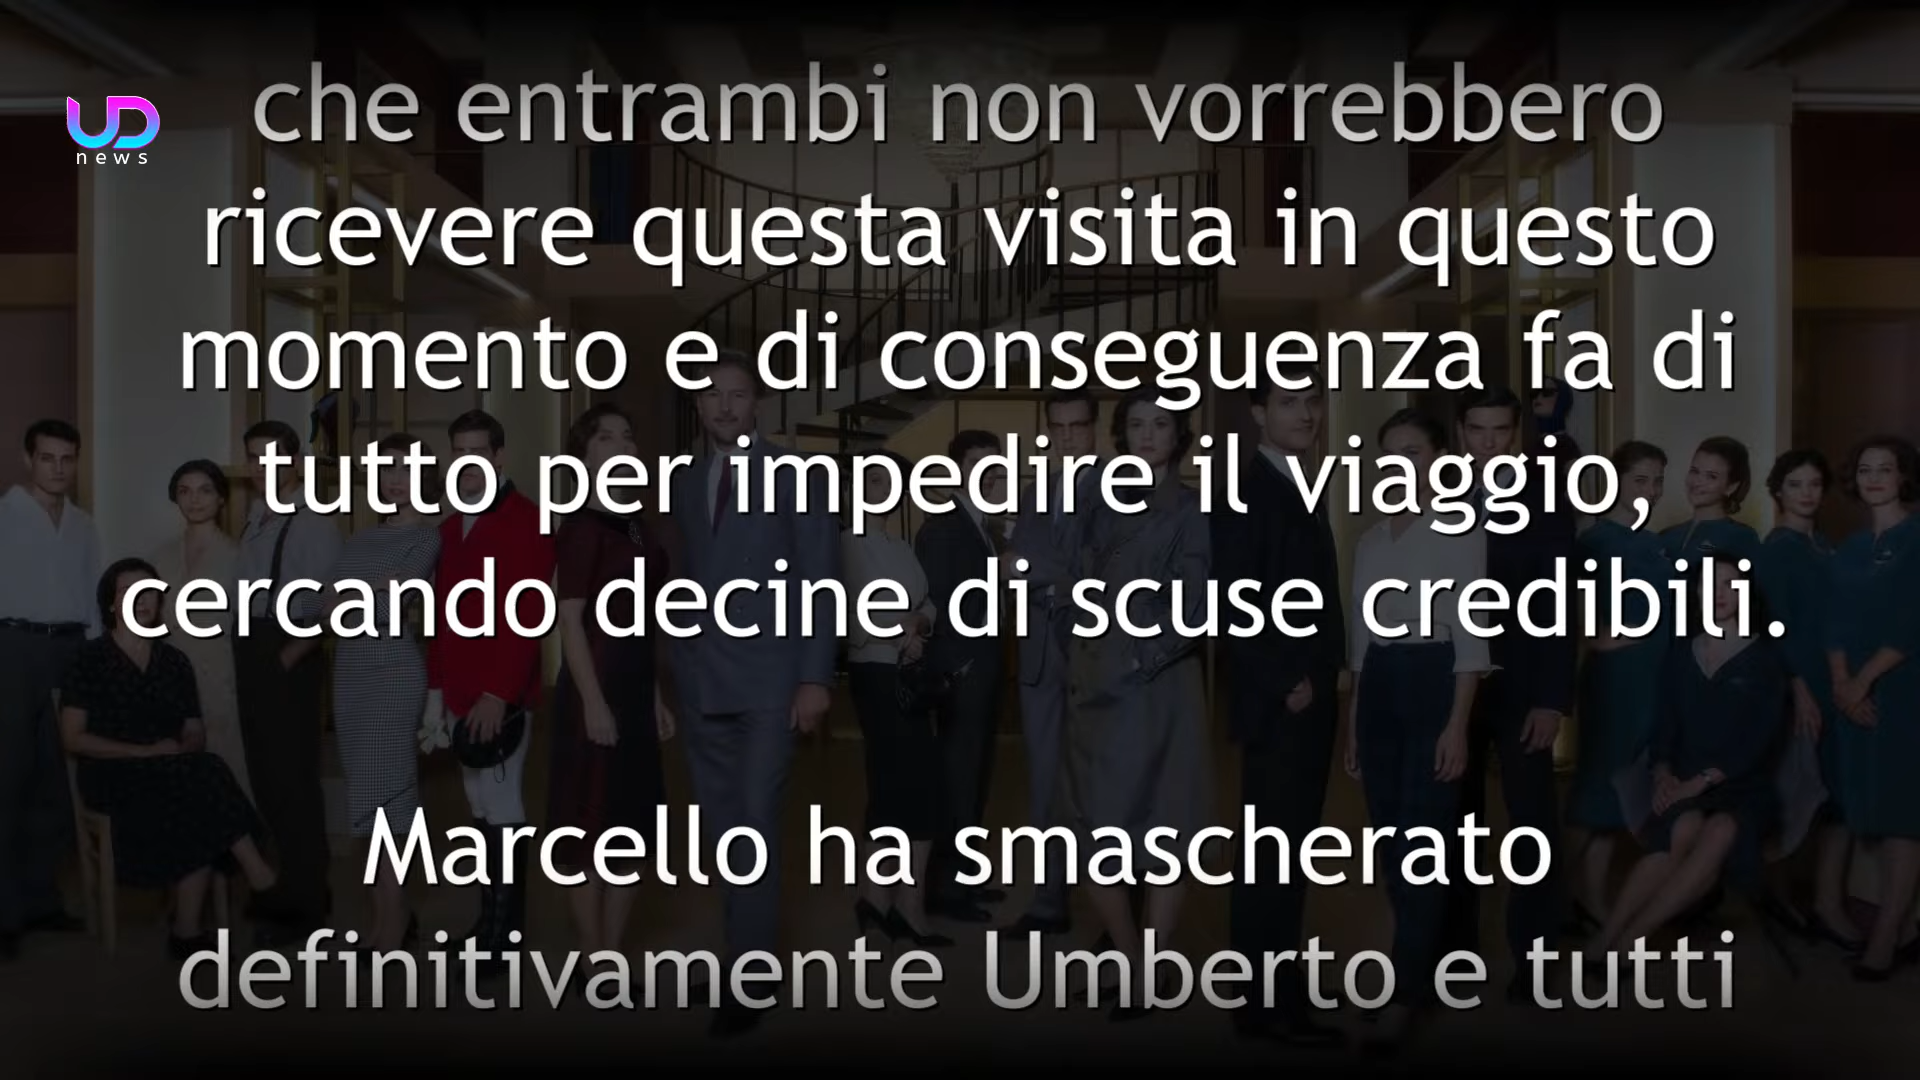 UD
news
che entrambi non vorrebbero
ricevere questa visita in questo
momento e di conseguenza fa di
tutto per impedire il viaggio,
cercando decine di scuse credibili.
Marcello ha smascherato
definitivamente Umberto e tutti